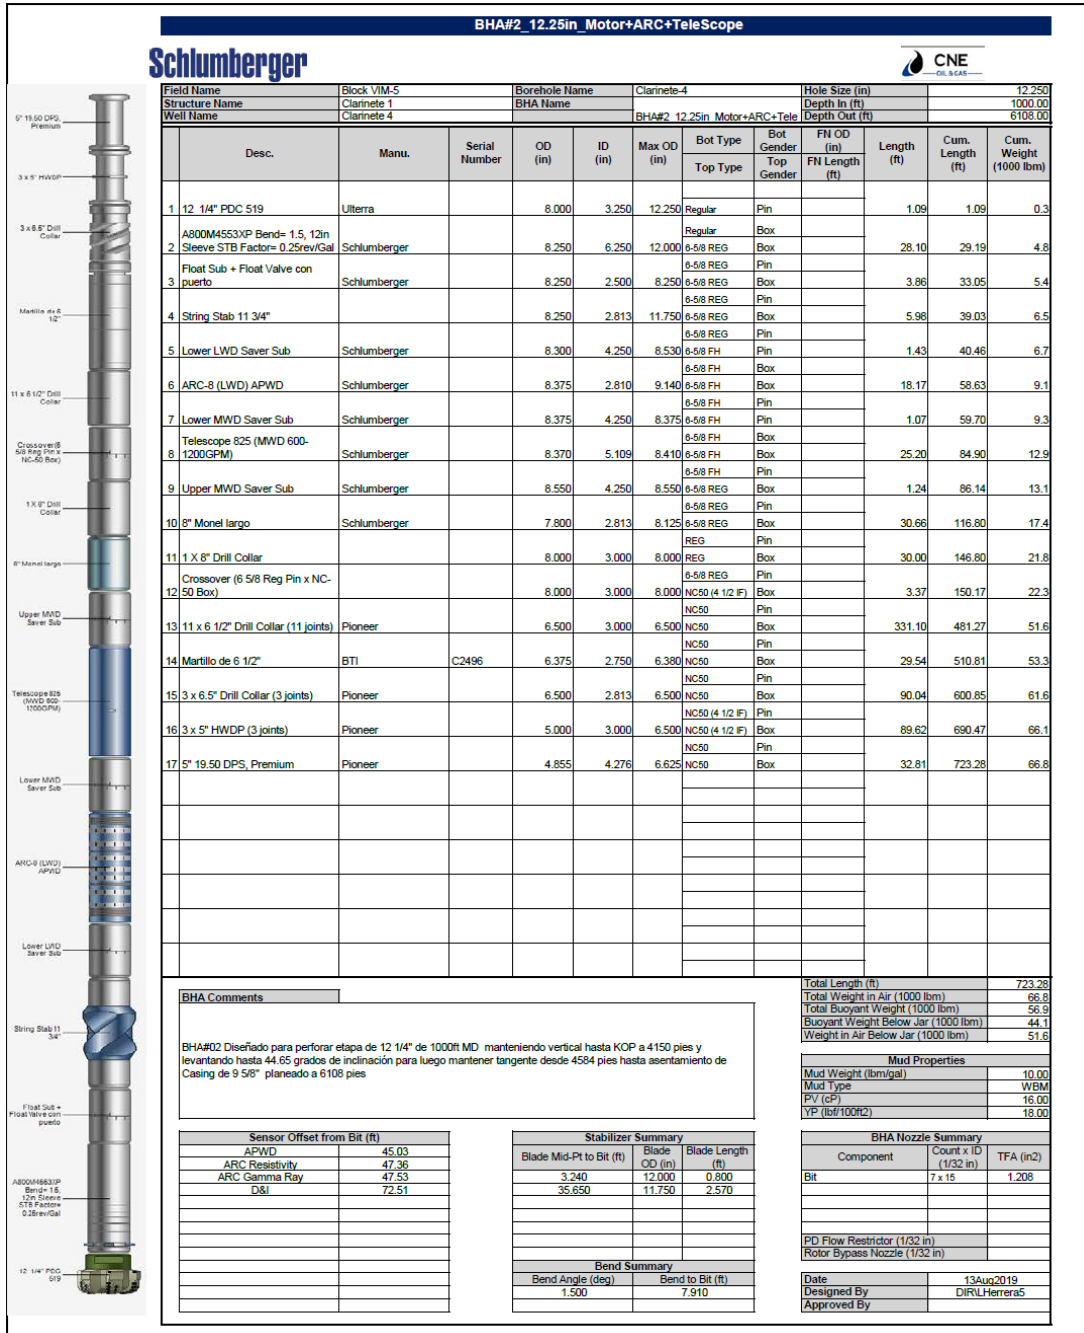 BHA#2_12.25in_Motor+ARC+TeleScope
Schlumberger
CNE
OIL & GAS
Field Name Block VIM-5 Borehole Name Clarinete-4 Hole Size (in) 12.250
Structure Name Clarinete 1 BHA Name Depth In (ft) 1000.00
Well Name Clarinete 4 BHA#2_12.25in_Motor+ARC+Tele Depth Out (ft) 6108.00
Desc. Manu. Serial Number OD (in) ID (in) Max OD (in) Bot Type Bot Gender FN OD (in) Length (ft) Cum. Length (ft) Cum. Weight (1000 lbm)
Top Type Top Gender FN Length (ft)
1 12 1/4" PDC 519 Ulterra 8.000 3.250 12.250 Regular Pin 1.09 1.09 0.3
Regular Box
2 A800M4553XP Bend= 1.5, 12in Sleeve STB Factor= 0.25rev/Gal Schlumberger 8.250 6.250 12.000 6-5/8 REG Box 28.10 29.19 4.8
6-5/8 REG Pin
3 Float Sub + Float Valve con puerto Schlumberger 8.250 2.500 8.250 6-5/8 REG Box 3.86 33.05 5.4
6-5/8 REG Pin
4 String Stab 11 3/4" Schlumberger 8.250 2.813 11.750 6-5/8 REG Box 5.98 39.03 6.5
6-5/8 REG Pin
5 Lower LWD Saver Sub Schlumberger 8.300 4.250 8.530 6-5/8 FH Pin 1.43 40.46 6.7
6-5/8 FH Box
6 ARC-8 (LWD) APWD Schlumberger 8.375 2.810 9.140 6-5/8 FH Box 18.17 58.63 9.1
6-5/8 FH Pin
7 Lower MWD Saver Sub Schlumberger 8.375 4.250 8.375 6-5/8 FH Pin 1.07 59.70 9.3
6-5/8 FH Box
8 Telescope 825 (MWD 600-1200GPM) Schlumberger 8.370 5.109 8.410 6-5/8 FH Box 25.20 84.90 12.9
6-5/8 FH Pin
9 Upper MWD Saver Sub Schlumberger 8.550 4.250 8.550 6-5/8 REG Box 1.24 86.14 13.1
6-5/8 REG Pin
10 8" Monel largo Schlumberger 7.800 2.813 8.125 6-5/8 REG Box 30.66 116.80 17.4
REG Pin
11 1 X 8" Drill Collar 8.000 3.000 8.000 REG Box 30.00 146.80 21.8
6-5/8 REG Pin
12 Crossover (6 5/8 Reg Pin x NC-50 Box) 8.000 3.000 8.000 NC50 (4 1/2 IF) Box 3.37 150.17 22.3
NC50 Pin
13 11 x 6 1/2" Drill Collar (11 joints) Pioneer 6.500 3.000 6.500 NC50 Box 331.10 481.27 51.6
NC50 Pin
14 Martillo de 6 1/2" BTI C2496 6.375 2.750 6.380 NC50 Box 29.54 510.81 53.3
NC50 Pin
15 3 x 6.5" Drill Collar (3 joints) Pioneer 6.500 2.813 6.500 NC50 Box 90.04 600.85 61.6
NC50 (4 1/2 IF) Pin
16 3 x 5" HWDP (3 joints) Pioneer 5.000 3.000 6.500 NC50 (4 1/2 IF) Box 89.62 690.47 66.1
NC50 Pin
17 5" 19.50 DPS, Premium Pioneer 4.855 4.276 6.625 NC50 Box 32.81 723.28 66.8
5" 19.50 DPS, Premium
3 x 5" HWDP
3 x 6.5" Drill Collar
Martillo de 6 1/2"
11 x 6 1/2" Drill Collar
Crossover(6 5/8 Reg Pin x NC-50 Box)
1 X 8" Drill Collar
8" Monel largo
Upper MWD Saver Sub
Telescope 825 (MWD 600-1200GPM)
Lower MWD Saver Sub
ARC-8 (LWD) APWD
Lower LWD Saver Sub
String Stab 11 3/4"
Float Sub + Float Valve con puerto
A800M4553XP Bend= 1.5, 12in Sleeve STB Factor= 0.25rev/Gal
12 1/4" PDC 519
Total Length (ft) 723.28
Total Weight in Air (1000 lbm) 66.8
Total Buoyant Weight (1000 lbm) 56.9
Buoyant Weight Below Jar (1000 lbm) 44.1
Weight in Air Below Jar (1000 lbm) 51.6
BHA Comments
BHA#02 Diseñado para perforar etapa de 12 1/4" de 1000ft MD manteniendo vertical hasta KOP a 4150 pies y
levantando hasta 44.65 grados de inclinación para luego mantener tangente desde 4584 pies hasta asentamiento de
Casing de 9 5/8" planeado a 6108 pies
Mud Properties
Mud Weight (lbm/gal) 10.00
Mud Type WBM
PV (cP) 16.00
YP (lbf/100ft2) 18.00
Sensor Offset from Bit (ft)
APWD 45.03
ARC Resistivity 47.36
ARC Gamma Ray 47.53
D&I 72.51
Stabilizer Summary
Blade Mid-Pt to Bit (ft) Blade OD (in) Blade Length (ft)
3.240 12.000 0.800
35.650 11.750 2.570
Bend Summary
Bend Angle (deg) Bend to Bit (ft)
1.500 7.910
BHA Nozzle Summary
Component Count x ID (1/32 in) TFA (in2)
Bit 7 x 15 1.208
PD Flow Restrictor (1/32 in)
Rotor Bypass Nozzle (1/32 in)
Date 13Aug2019
Designed By DIR\LHerrera5
Approved By